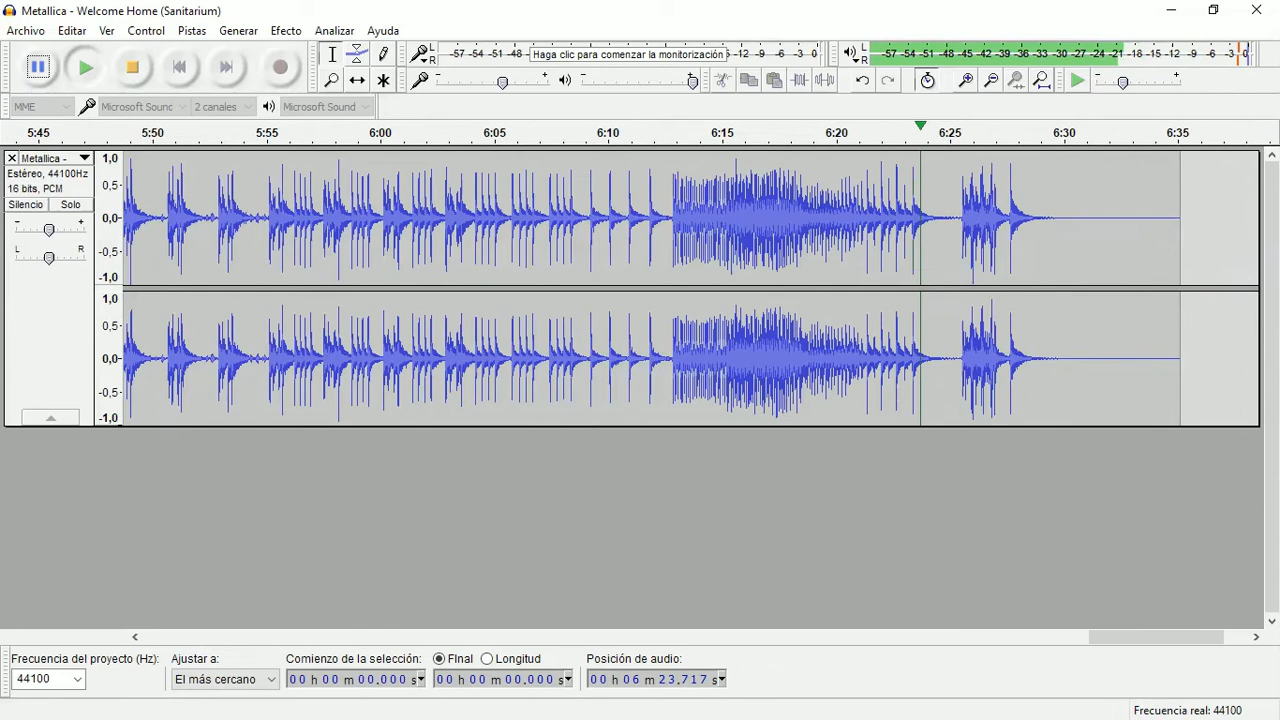 Metallica - Welcome Home (Sanitarium)
Archivo Editar Ver Control Pistas Generar Efecto Analizar Ayuda
L R -57 -54 -51 -48 Haga clic para comenzar la monitorización -12 -9 -6 -3 0
L R -57 -54 -51 -48 -45 -42 -39 -36 -33 -30 -27 -24 -21 -18 -15 -12 -9 -6 -3 0
- + - + - +
MME Microsoft Sounc 2 canales Microsoft Sound
5:45 5:50 5:55 6:00 6:05 6:10 6:15 6:20 6:25 6:30 6:35
Metallica -
Estéreo, 44100Hz
16 bits, PCM
Silencio Solo
- +
L R
1,0
0,5
0,0
-0,5
-1,0
1,0
0,5
0,0
-0,5
-1,0
Frecuencia del proyecto (Hz): Ajustar a: Comienzo de la selección: FInal Longitud Posición de audio:
44100 El más cercano 00 h 00 m 00.000 s 00 h 00 m 00.000 s 00 h 06 m 23.717 s
Frecuencia real: 44100